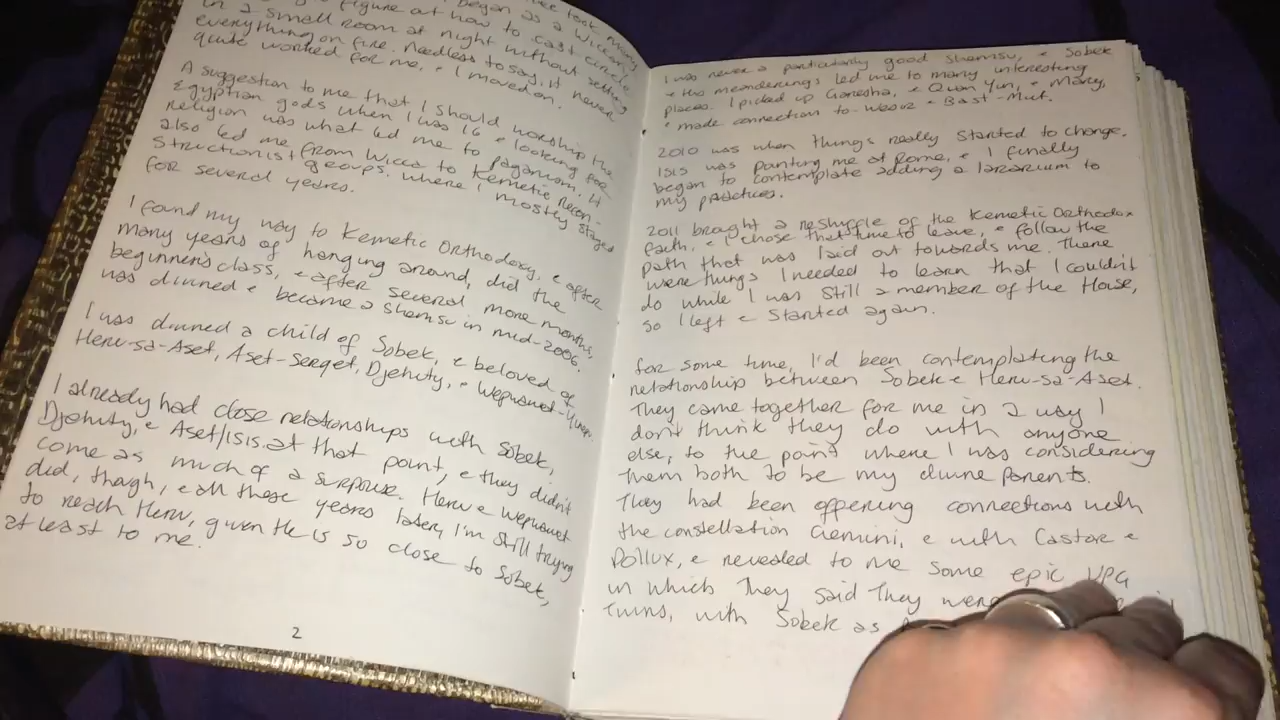 began as a Wiccan
figure at how to cast circle
in a small room at night without setting
everything on fire. Needless to say, it never
quite worked for me, & I moved on.
A suggestion to me that I should worship the
Egyptian gods when I was 16 & looking for
religion was what led me to Paganism. It
also led me from Wicca to Kemetic Recon-
structionist groups, where I mostly stayed
for several years.
I found my way to Kemetic Orthodoxy, & after
many years of hanging around, did the
beginner's class, & after several more months,
was divined & became a Shemsu in mid-2006.
I was divined a child of Sobek, & beloved of
Heru-sa-Aset, Aset-Serqet, Djehuty, & Wepwawet-Yinepu.
I already had close relationships with Sobek,
Djehuty, & Aset/Isis at that point, & they didn't
come as much of a surprise. Heru & Wepwawet
did, though, & all these years later, I'm still trying
to reach Heru, given He is so close to Sobek,
at least to me.
2
I was never a particularly good Shemsu, & Sobek
& the meanderings led me to many interesting
places. I picked up Ganesha, & Quan Yin, & Mary,
& made connection to Wesir & Bast-Mut.
2010 was when things really started to change.
Isis was pointing me at Rome, & I finally
began to contemplate adding a lararium to
my practices.
2011 brought a reshuffle of the Kemetic Orthodox
faith, & I chose that time to leave, & follow the
path that was laid out towards me. There
were things I needed to learn that I couldn't
do while I was still a member of the House,
so I left & started again.
For some time, I'd been contemplating the
relationship between Sobek & Heru-sa-Aset.
They came together for me in a way I
don't think they do with anyone
else, to the point where I was considering
them both to be my divine parents.
They had been offering connections with
the constellation Gemini, & with Castor &
Pollux, & revealed to me some epic UPG
in which They said They were
Twins, with Sobek as